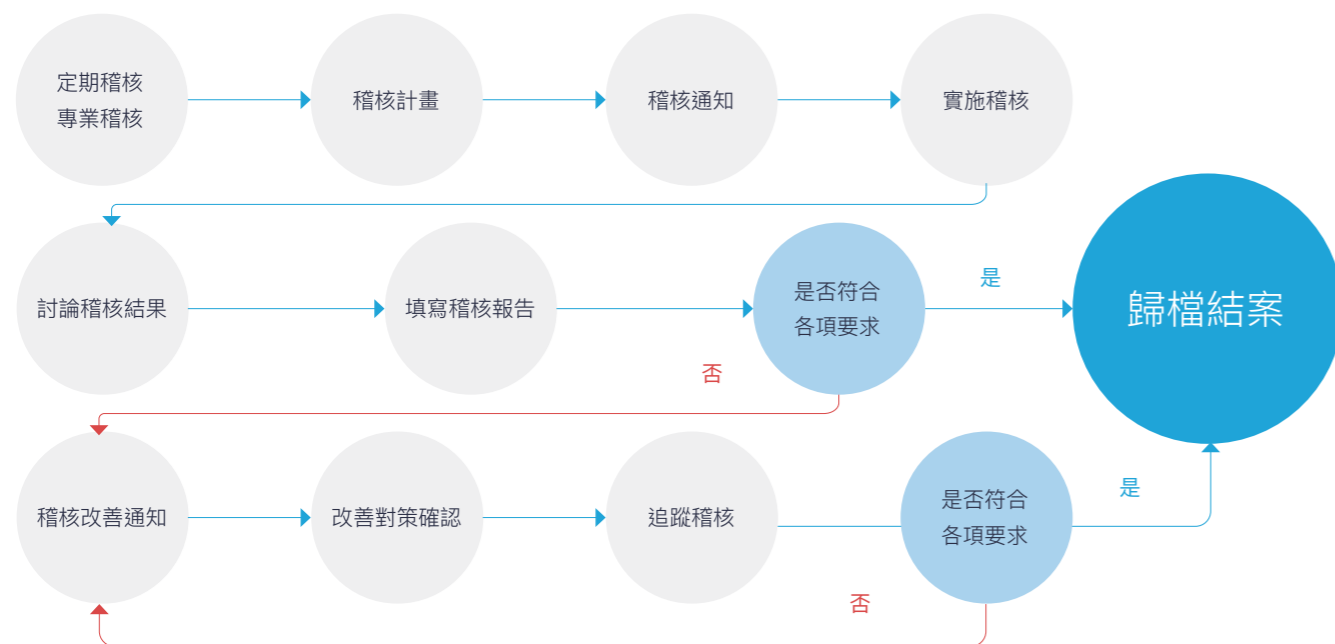 定期稽核
專業稽核
稽核計畫
稽核通知
實施稽核
討論稽核結果
填寫稽核報告
是否符合
各項要求
是
歸檔結案
否
稽核改善通知
改善對策確認
追蹤稽核
是否符合
各項要求
是
否